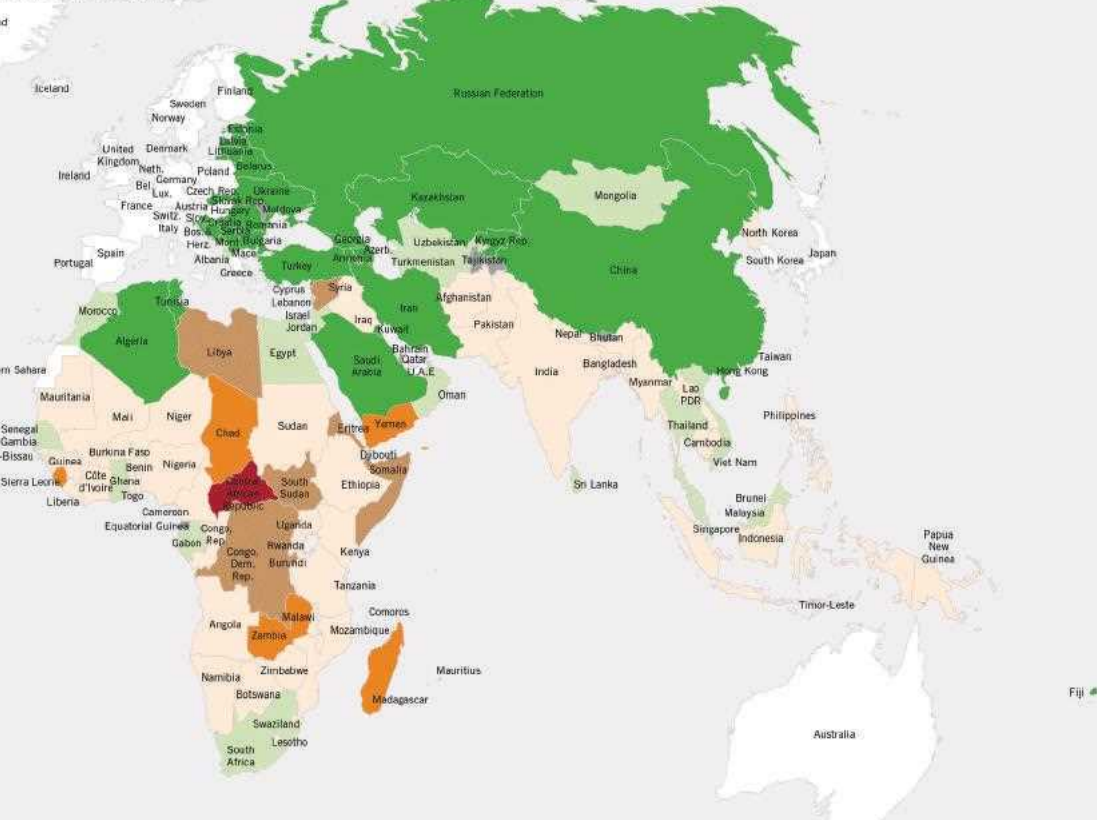 Iceland
Finland
Sweden
Norway
Russian Federation
Estonia
Latvia
Lithuania
United
Kingdom
Denmark
Neth.
Germany
Poland
Belarus
Ireland
Bel.
Lux.
Czech Rep.
Slovak Rep.
Ukraine
Mongolia
France
Austria
Hungary
Moldova
Kazakhstan
Switz.
Slov.
Croatia
Romania
Italy
Bos. &
Herz.
Serbia
Mont.
Bulgaria
Georgia
Azerb.
Uzbekistan
Kyrgyz Rep.
North Korea
Spain
Portugal
Albania
Mace
Greece
Turkey
Armenia
Turkmenistan
Tajikistan
China
South Korea
Japan
Cyprus
Lebanon
Israel
Jordan
Syria
Iraq
Kuwait
Iran
Afghanistan
Pakistan
Nepal
Bhutan
Morocco
Tunisia
Algeria
Libya
Egypt
Saudi
Arabia
Bahrain
Qatar
U.A.E
Oman
India
Bangladesh
Myanmar
Lao
PDR
Taiwan
Hong Kong
rn Sahara
Mauritania
Mali
Niger
Chad
Sudan
Eritrea
Yemen
Thailand
Cambodia
Viet Nam
Philippines
Senegal
Gambia
-Bissau
Guinea
Sierra Leone
Liberia
Burkina Faso
Côte
d'Ivoire
Ghana
Benin
Togo
Nigeria
Djibouti
Somalia
Ethiopia
Central
African
Republic
South
Sudan
Sri Lanka
Cameroon
Equatorial Guinea
Gabon
Congo,
Rep.
Congo,
Dem.
Rep.
Uganda
Rwanda
Burundi
Kenya
Tanzania
Brunei
Malaysia
Singapore
Indonesia
Papua
New
Guinea
Timor-Leste
Angola
Zambia
Malawi
Comoros
Mozambique
Zimbabwe
Namibia
Botswana
Madagascar
Mauritius
Swaziland
Lesotho
South
Africa
Australia
Fiji